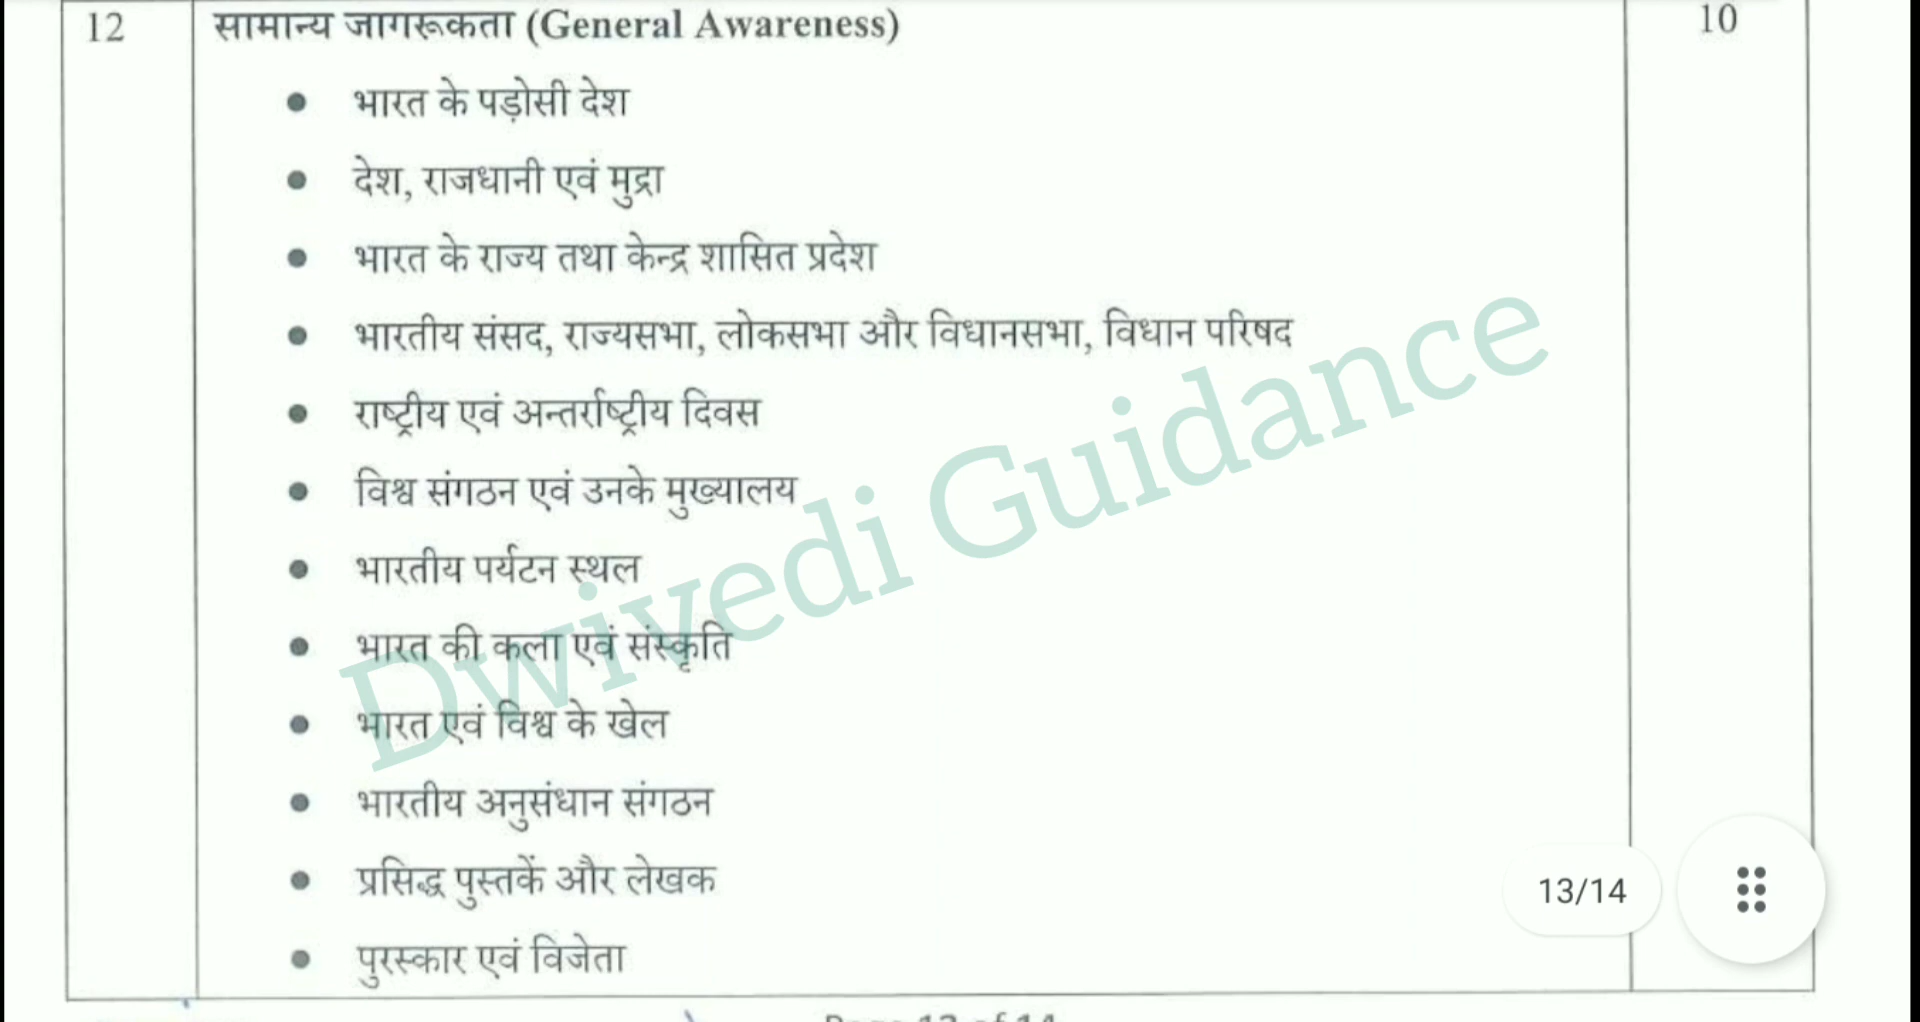 12 सामान्य जागरूकता (General Awareness) 10
• भारत के पड़ोसी देश
• देश, राजधानी एवं मुद्रा
• भारत के राज्य तथा केन्द्र शासित प्रदेश
• भारतीय संसद, राज्यसभा, लोकसभा और विधानसभा, विधान परिषद
• राष्ट्रीय एवं अन्तर्राष्ट्रीय दिवस
• विश्व संगठन एवं उनके मुख्यालय
• भारतीय पर्यटन स्थल
• भारत की कला एवं संस्कृति
• भारत एवं विश्व के खेल
• भारतीय अनुसंधान संगठन
• प्रसिद्ध पुस्तकें और लेखक
• पुरस्कार एवं विजेता
Dwivedi Guidance
13/14